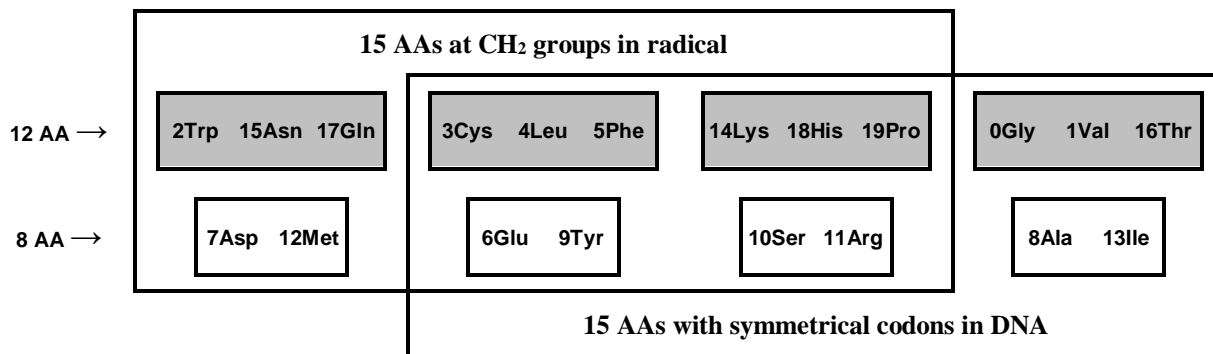 15 AAs at CH₂ groups in radical
12 AA → 2Trp 15Asn 17Gln 3Cys 4Leu 5Phe 14Lys 18His 19Pro 0Gly 1Val 16Thr
8 AA → 7Asp 12Met 6Glu 9Tyr 10Ser 11Arg 8Ala 13Ile
15 AAs with symmetrical codons in DNA